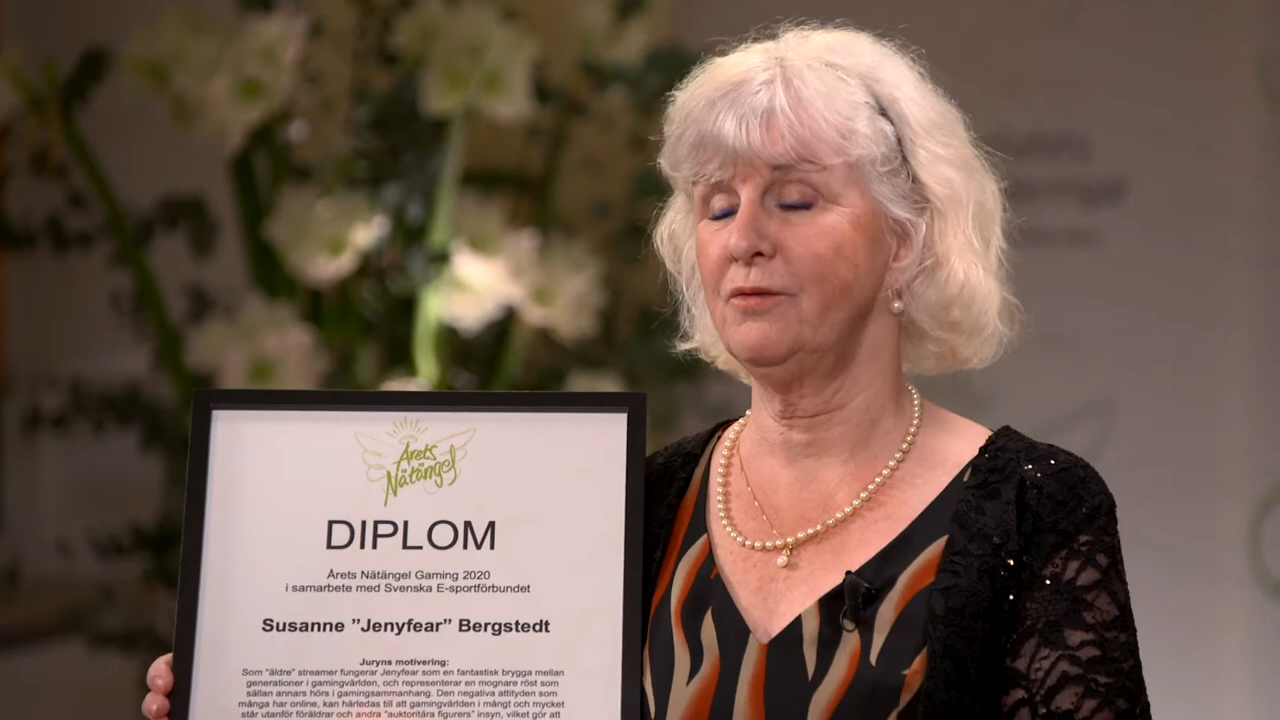 Årets
Nätängel
DIPLOM
Årets Nätängel Gaming 2020
i samarbete med Svenska E-sportförbundet
Susanne ”Jenyfear” Bergstedt
Juryns motivering:
Som ”äldre” streamer fungerar Jenyfear som en fantastisk brygga mellan
generationer i gamingvärlden, och representerar en mognare röst som
sällan annars hörs i gamingsammanhang. Den negativa attityden som
många har online, kan härledas till att gamingvärlden i mångt och mycket
står utanför föräldrar och andra ”auktoritära figurers” insyn, vilket gör att